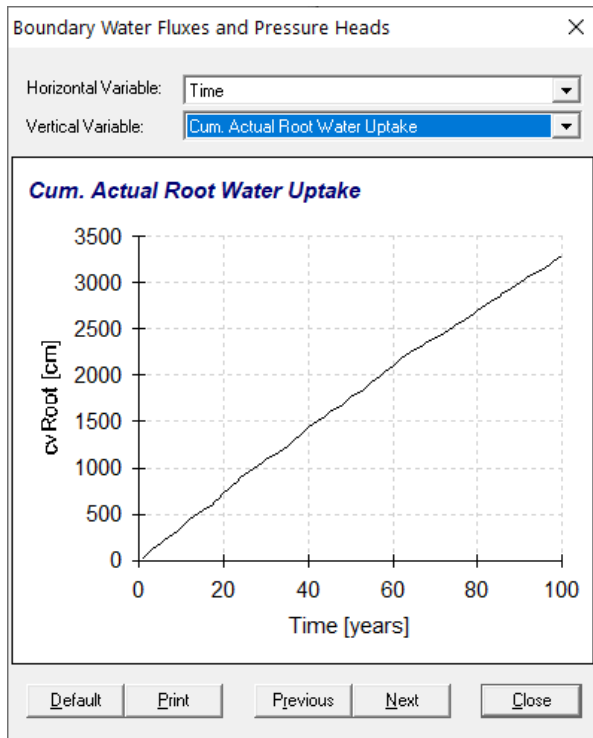 Boundary Water Fluxes and Pressure Heads
Horizontal Variable: Time
Vertical Variable: Cum. Actual Root Water Uptake
Cum. Actual Root Water Uptake
3500
3000
2500
2000
1500
1000
500
0
cvRoot [cm]
0 20 40 60 80 100
Time [years]
Default Print Previous Next Close